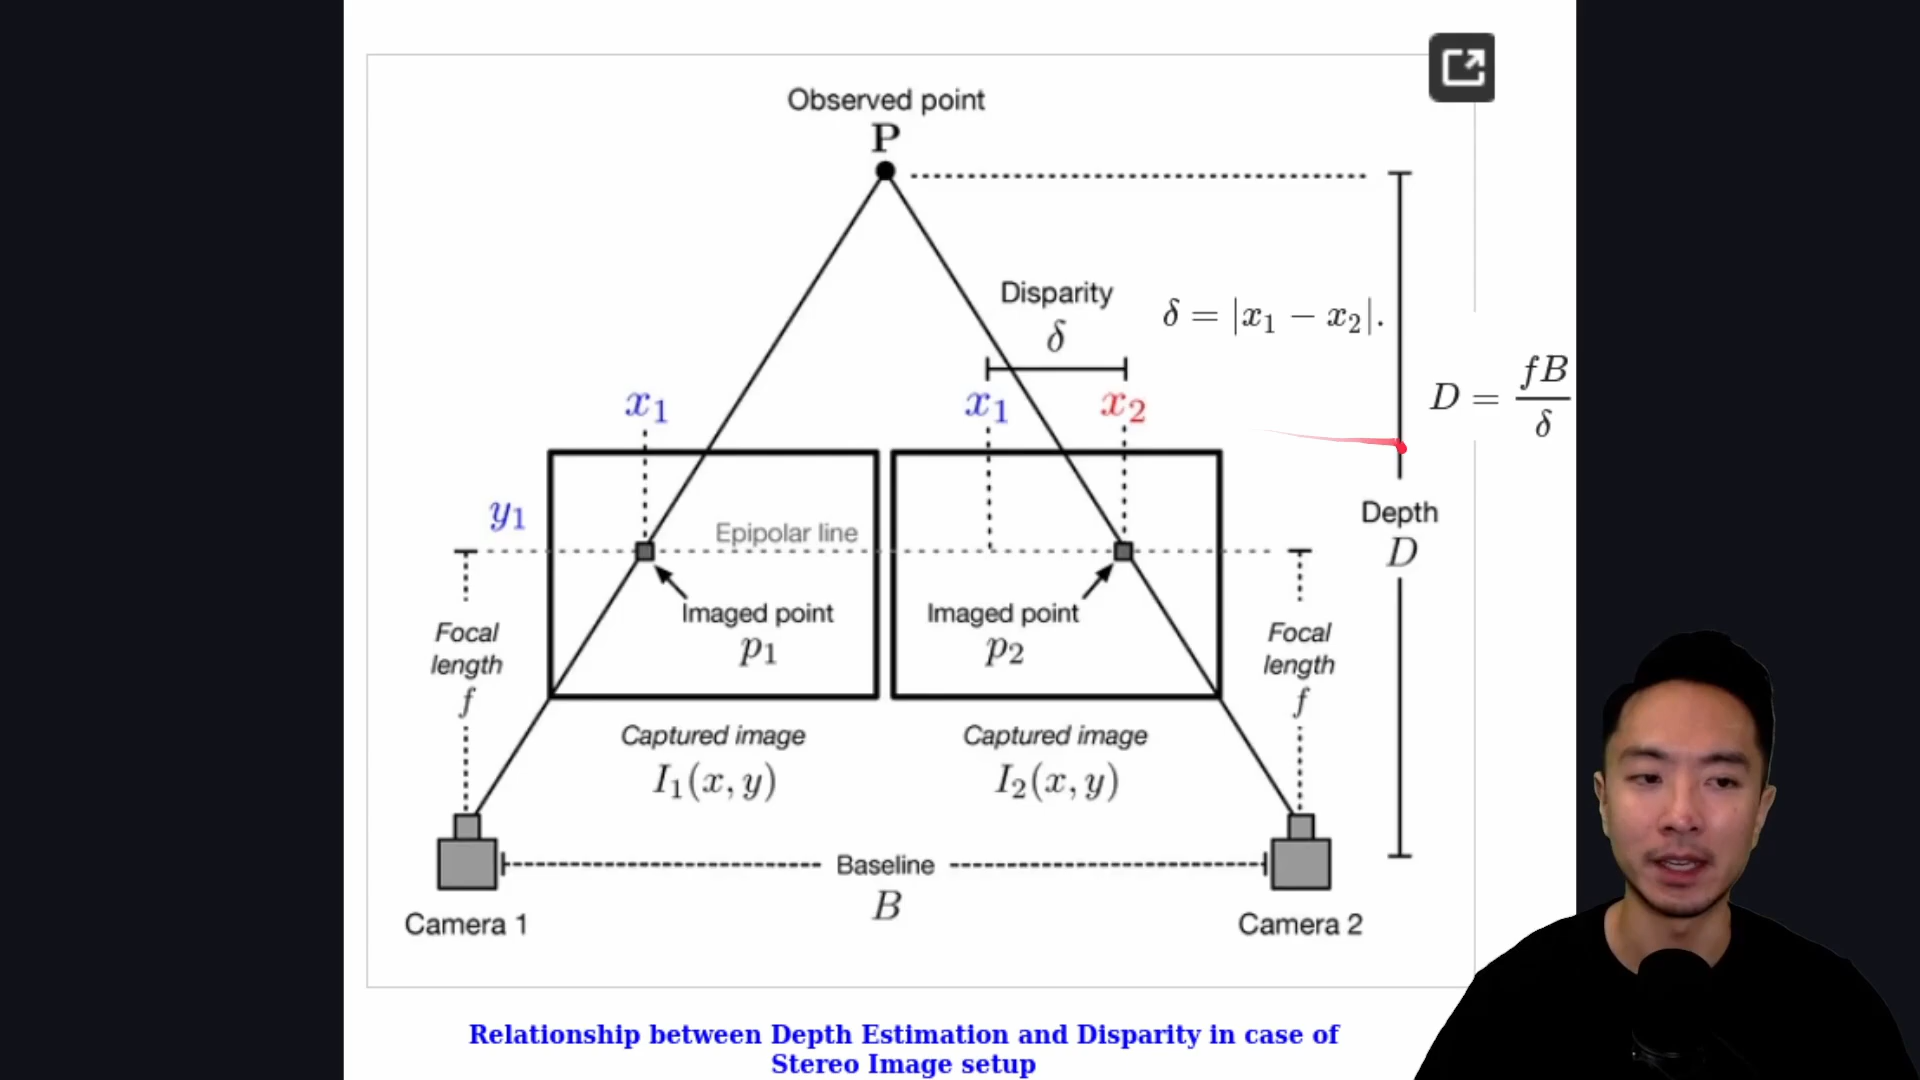 Observed point
P
Disparity
δ
δ = |x₁ − x₂|.
D = fB/δ
x₁
x₁
x₂
y₁
Epipolar line
Imaged point
p₁
Imaged point
p₂
Depth
D
Focal
length
f
Focal
length
f
Captured image
I₁(x, y)
Captured image
I₂(x, y)
Baseline
B
Camera 1
Camera 2
Relationship between Depth Estimation and Disparity in case of
Stereo Image setup